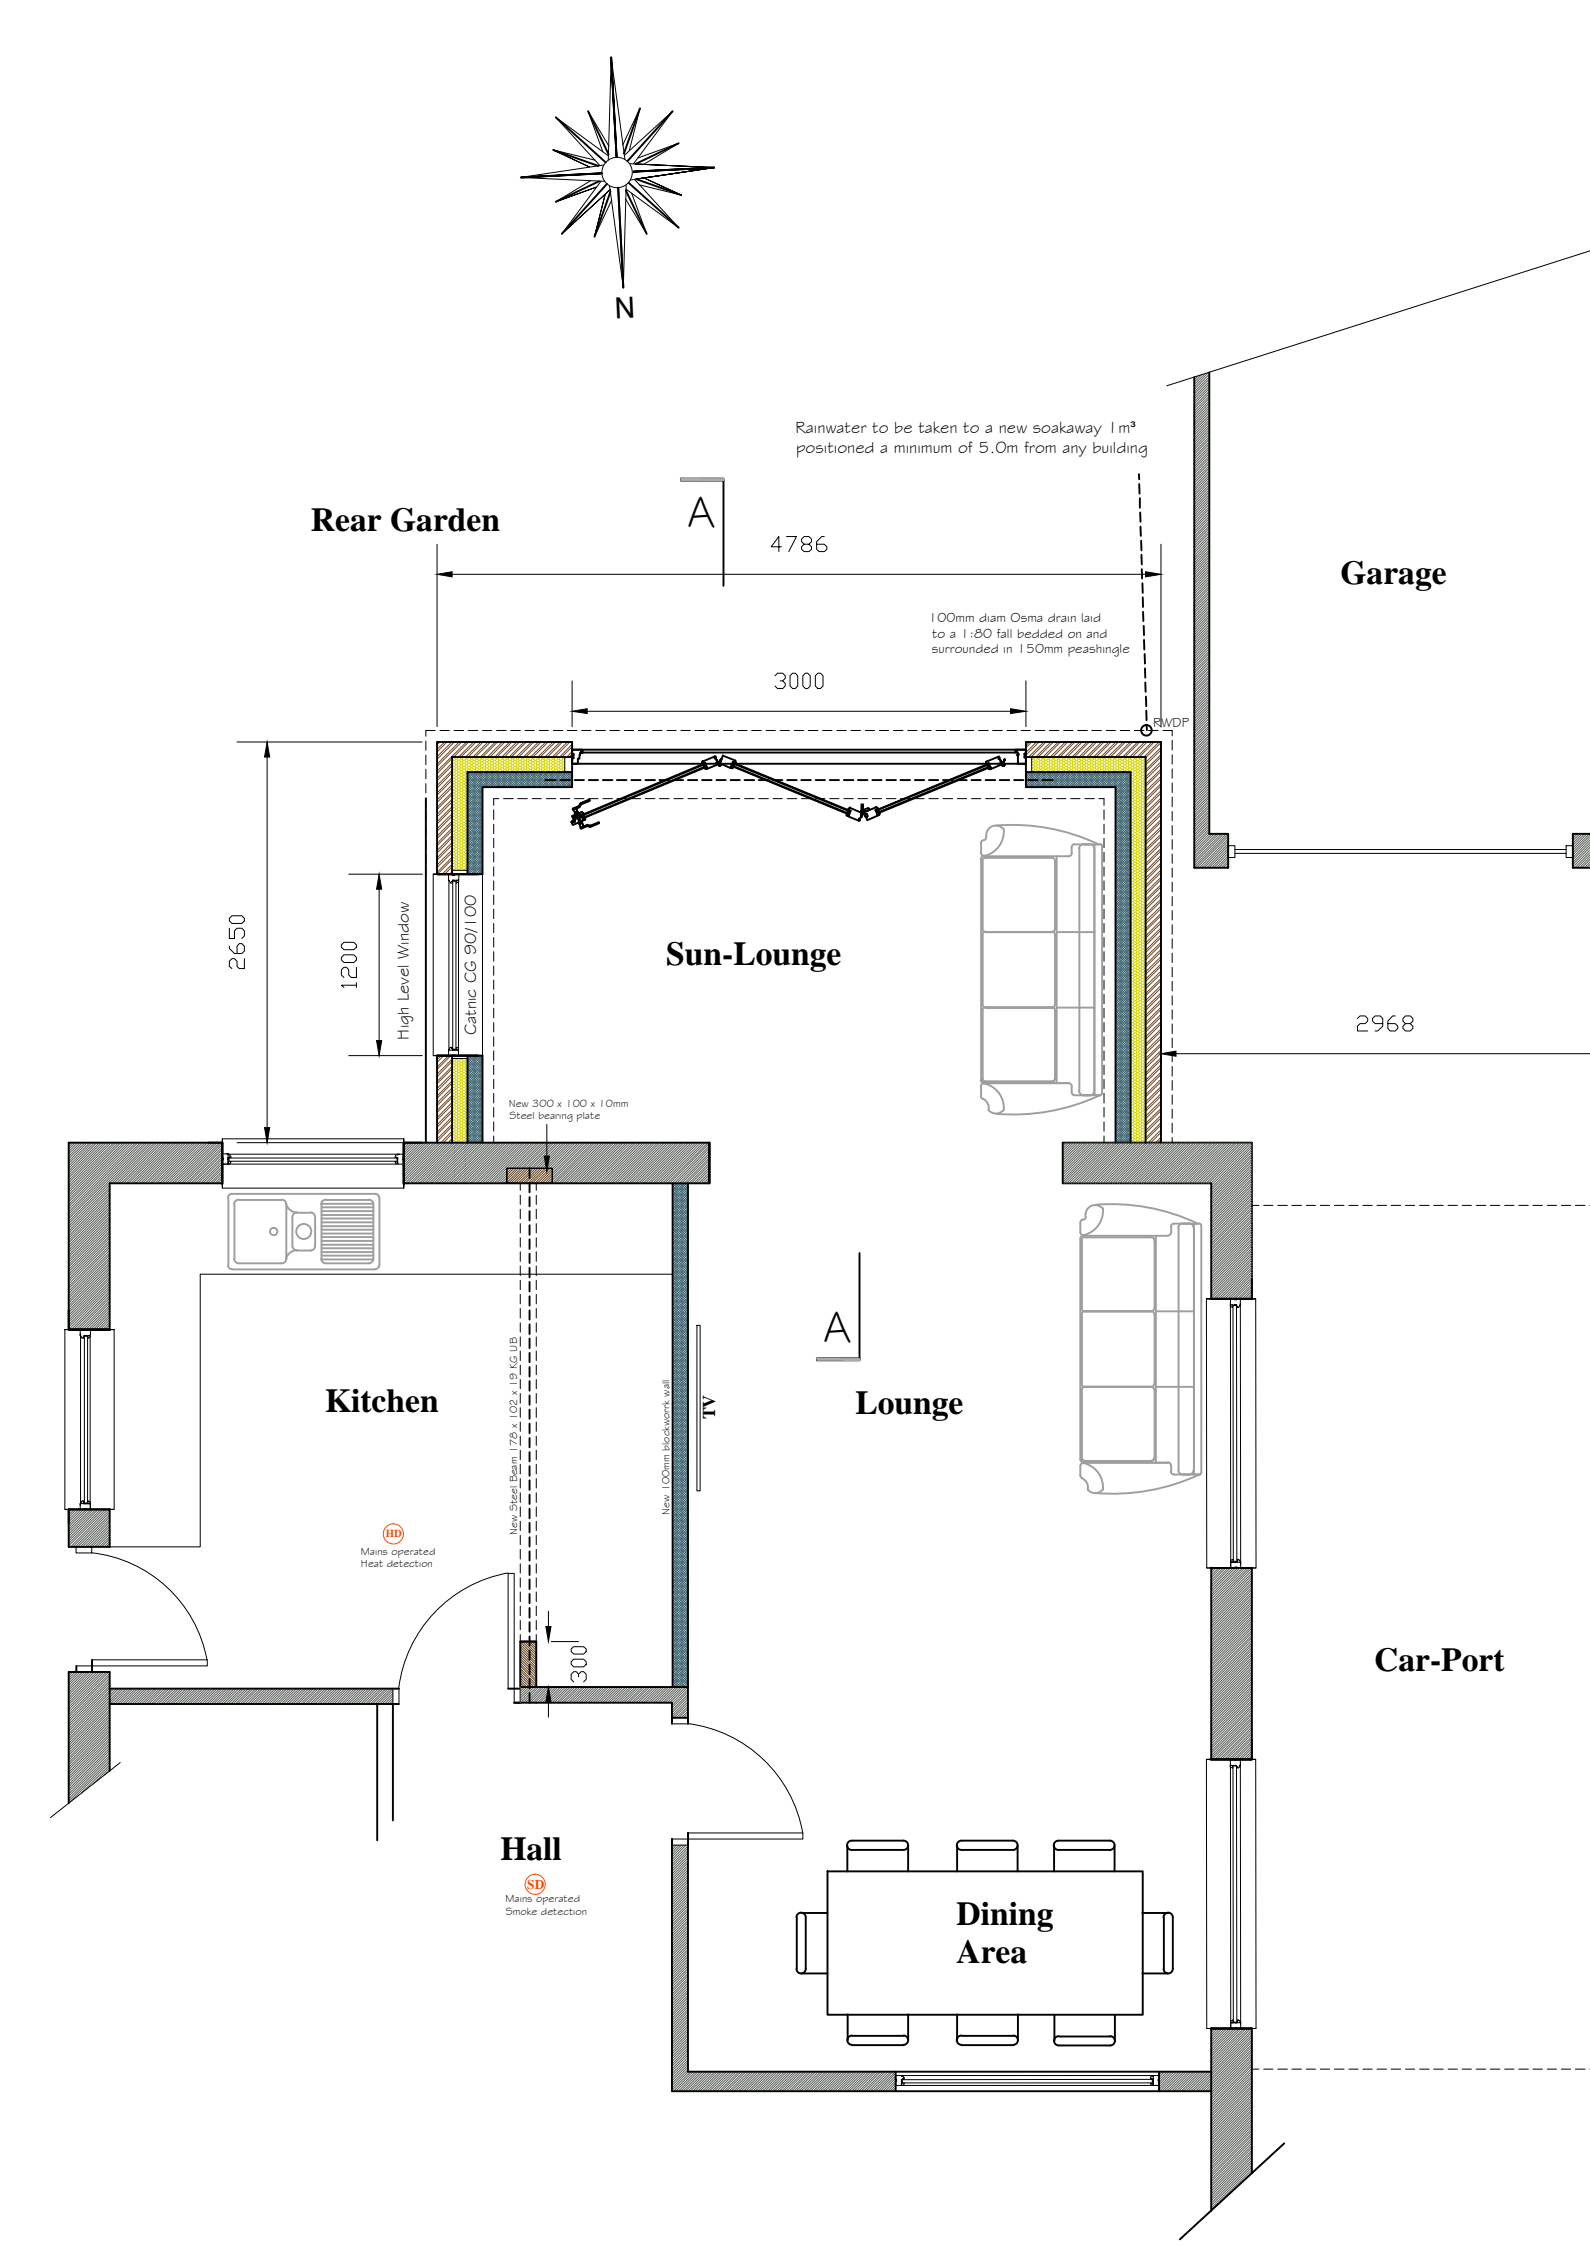 N
Rainwater to be taken to a new soakaway 1m³
positioned a minimum of 5.0m from any building
A
Rear Garden
4786
Garage
100mm diam Osma drain laid
to a 1:80 fall bedded on and
surrounded in 150mm peashingle
3000
RWDP
2650
1200
High Level Window
Catnic CG 90/100
Sun-Lounge
2968
New 300 x 100 x 10mm
Steel bearing plate
A
Kitchen
New Steel Beam 178 x 102 x 19 KG UB
New 100mm blockworrk wall
TV
Lounge
HD
Mains operated
Heat detection
300
Car-Port
Hall
SD
Mains operated
Smoke detection
Dining
Area